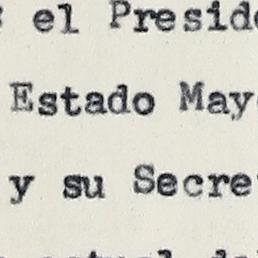 el Presid
Estado May
y su Secre